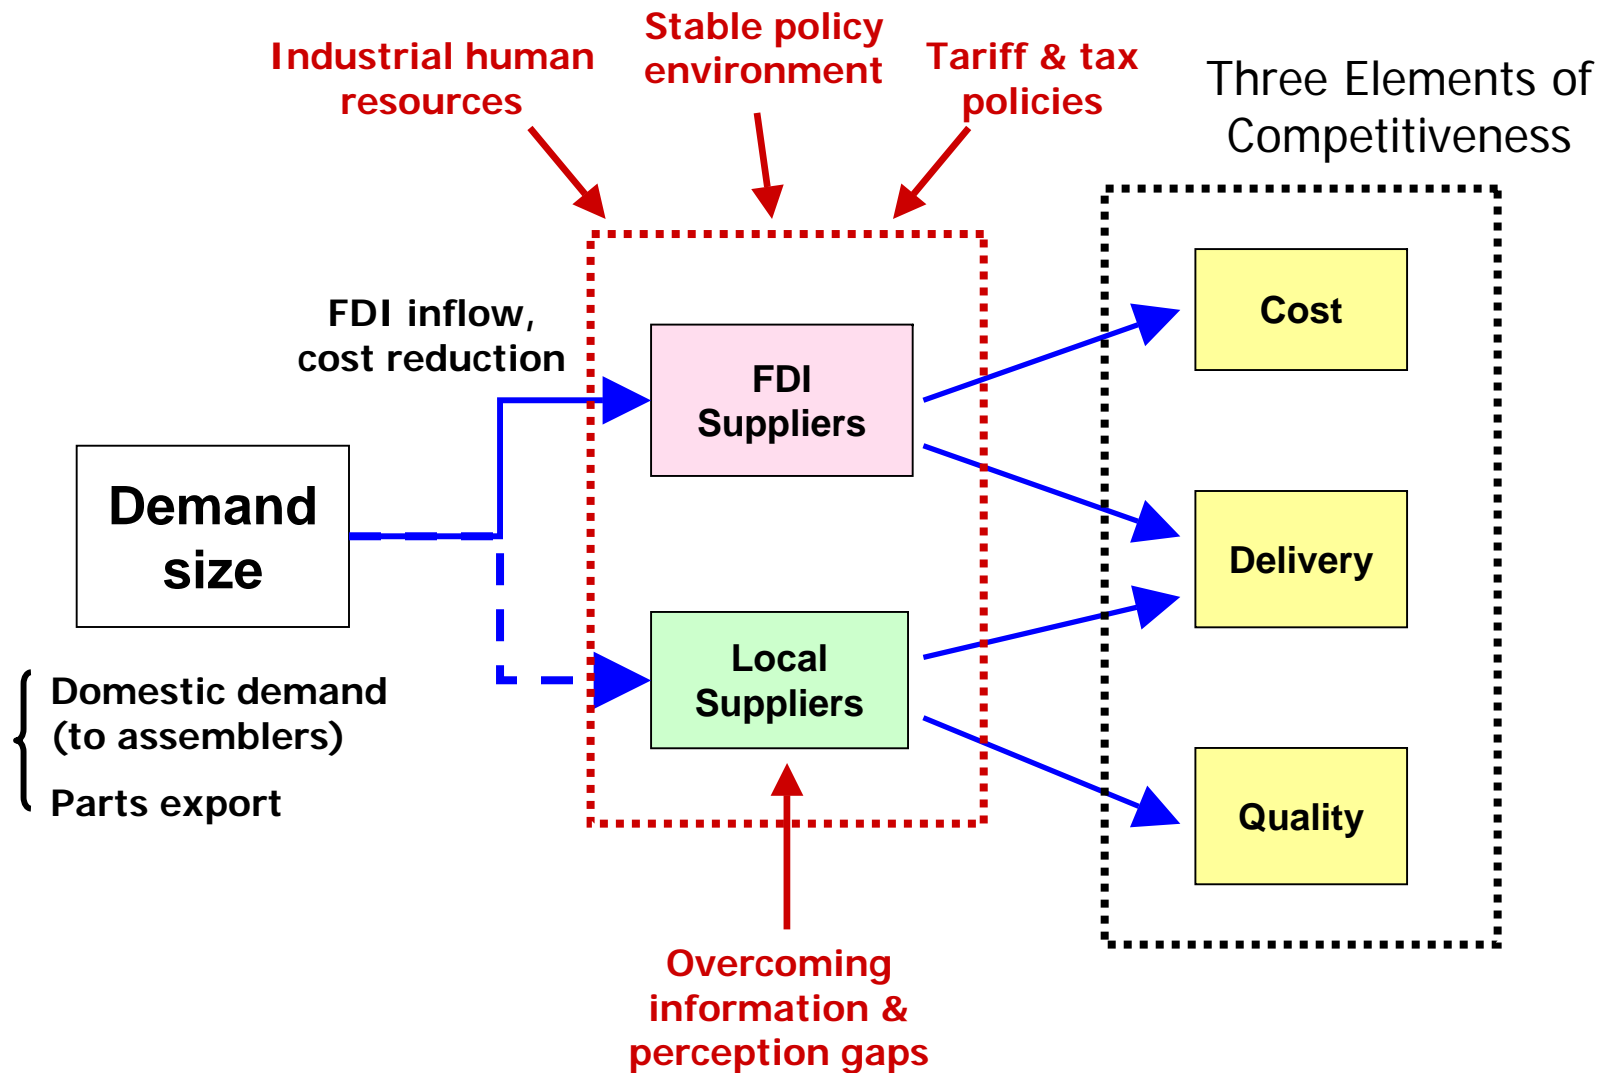 Industrial human
resources
Stable policy
environment
Tariff & tax
policies
Three Elements of
Competitiveness
FDI inflow,
cost reduction
Demand
size
Domestic demand
(to assemblers)
Parts export
FDI
Suppliers
Local
Suppliers
Cost
Delivery
Quality
Overcoming
information &
perception gaps